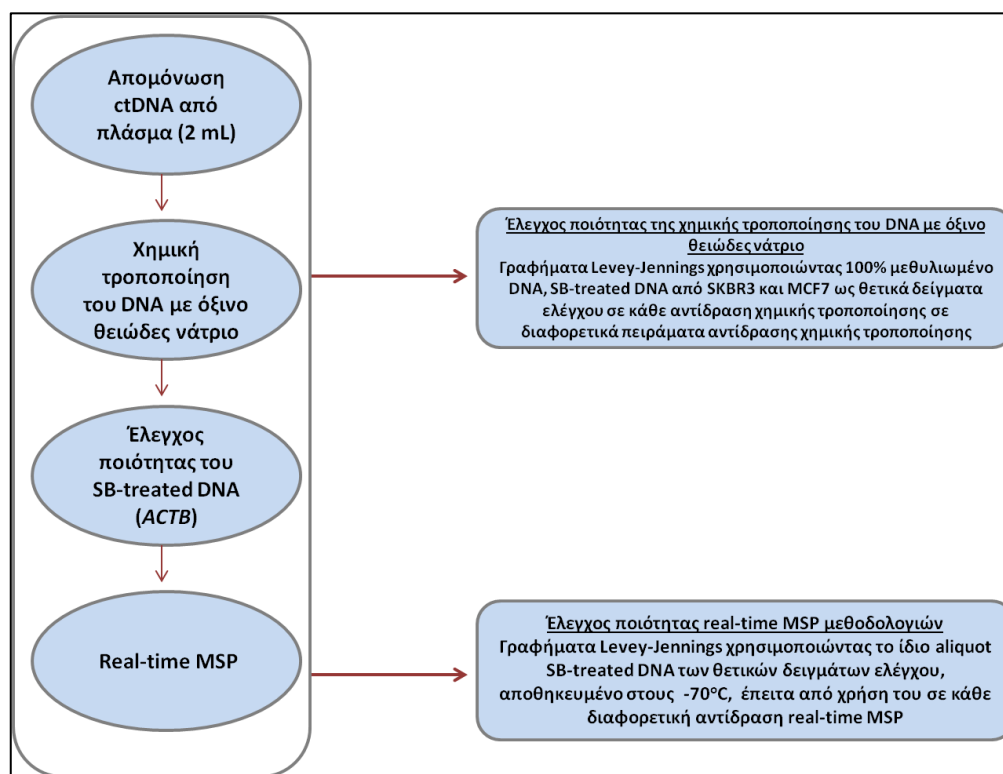 Απομόνωση
ctDNA από
πλάσμα (2 mL)
Χημική
τροποποίηση
του DNA με όξινο
θειώδες νάτριο
Έλεγχος
ποιότητας του
SB-treated DNA
(ACTB)
Real-time MSP
Έλεγχος ποιότητας της χημικής τροποποίησης του DNA με όξινο
θειώδες νάτριο
Γραφήματα Levey-Jennings χρησιμοποιώντας 100% μεθυλιωμένο
DNA, SB-treated DNA από SKBR3 και MCF7 ως θετικά δείγματα
ελέγχου σε κάθε αντίδραση χημικής τροποποίησης σε
διαφορετικά πειράματα αντίδρασης χημικής τροποποίησης
Έλεγχος ποιότητας real-time MSP μεθοδολογιών
Γραφήματα Levey-Jennings χρησιμοποιώντας το ίδιο aliquot
SB-treated DNA των θετικών δειγμάτων ελέγχου,
αποθηκευμένο στους -70°C, έπειτα από χρήση του σε κάθε
διαφορετική αντίδραση real-time MSP